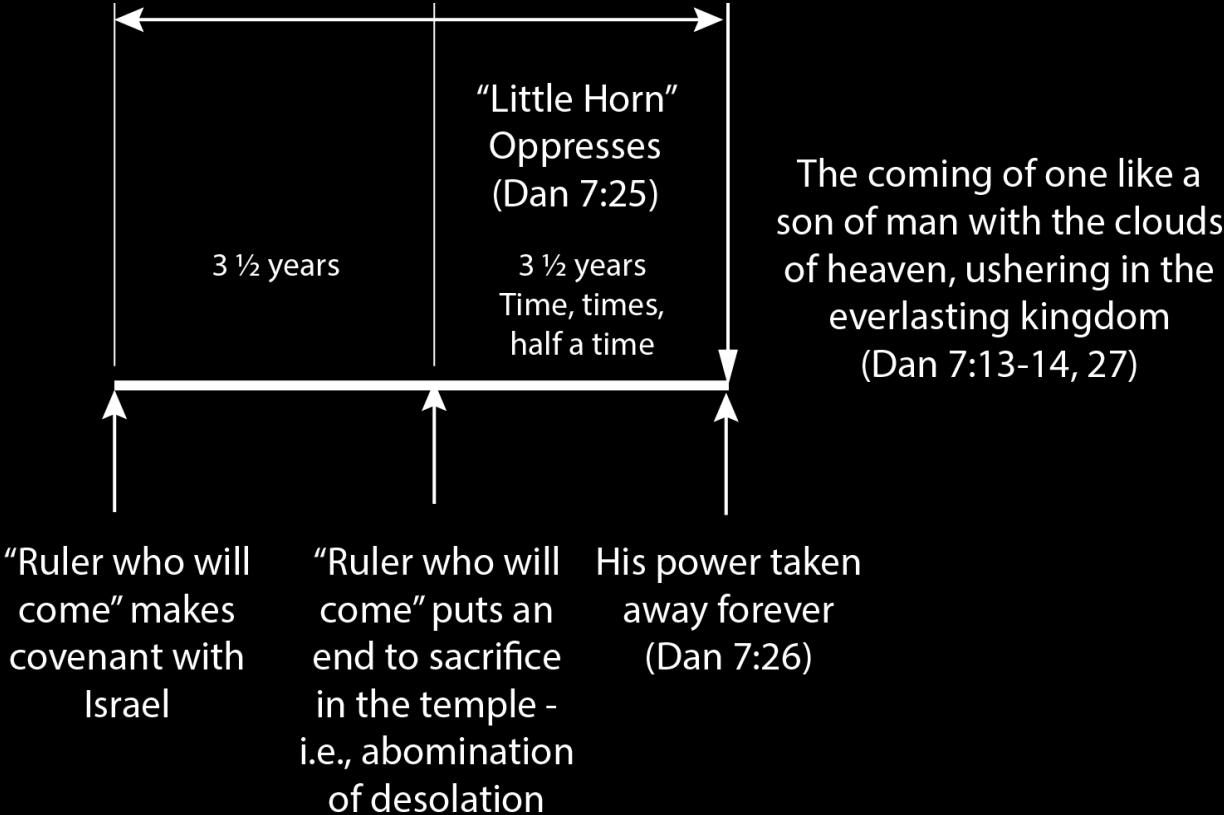 “Little Horn”
Oppresses
(Dan 7:25)
The coming of one like a
son of man with the clouds
of heaven, ushering in the
everlasting kingdom
(Dan 7:13-14, 27)
3 ½ years
3 ½ years
Time, times,
half a time
“Ruler who will
come” makes
covenant with
Israel
“Ruler who will
come” puts an
end to sacrifice
in the temple -
i.e., abomination
of desolation
His power taken
away forever
(Dan 7:26)